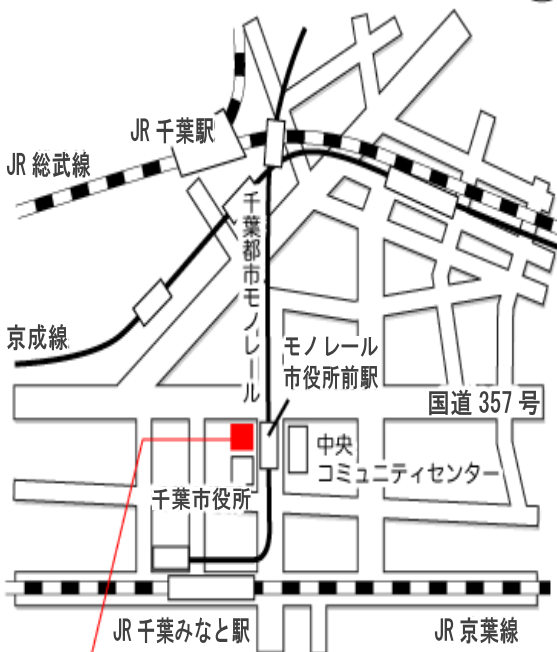 JR 千葉駅
JR 総武線
千葉都市モノレール
京成線
モノレール
市役所前駅
国道 357 号
中央
コミュニティセンター
千葉市役所
JR 千葉みなと駅
JR 京葉線